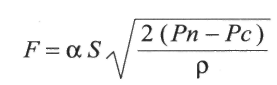 F = α S √(2 (Pn − Pc) / ρ)